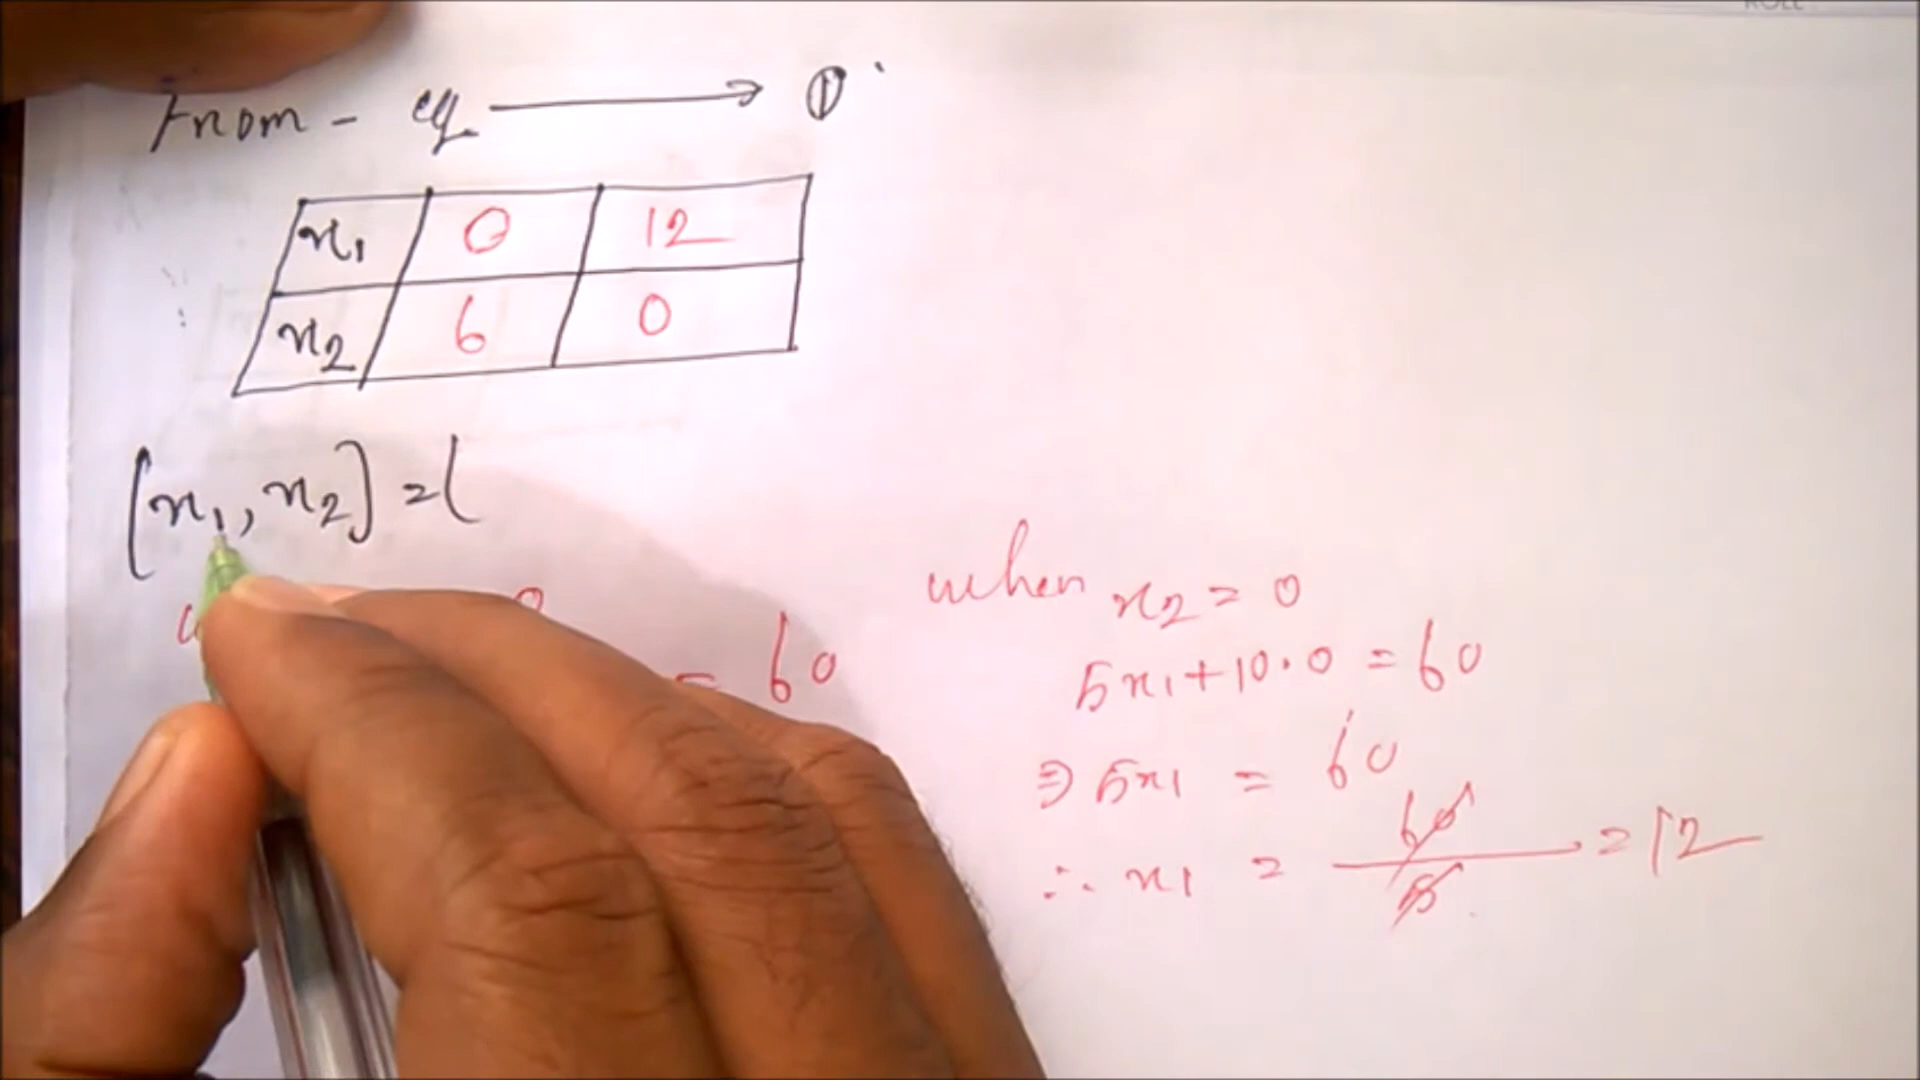 From - eq. → ①
x1 0 12
x2 6 0
[x1, x2] = (
= 60
when x2 = 0
5x1 + 10 · 0 = 60
⇒ 5x1 = 60
∴ x1 = 60/5 = 12